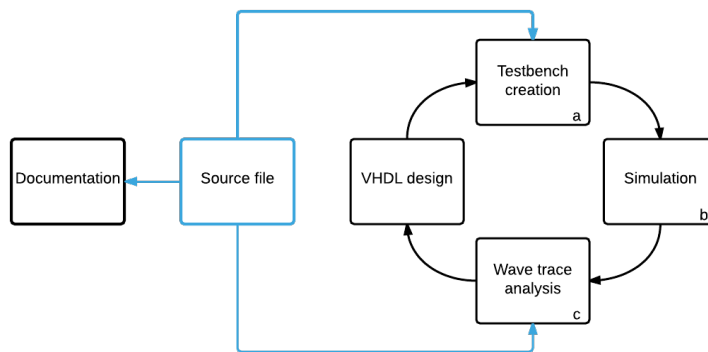 Testbench
creation
a
Documentation
Source file
VHDL design
Simulation
b
Wave trace
analysis
c